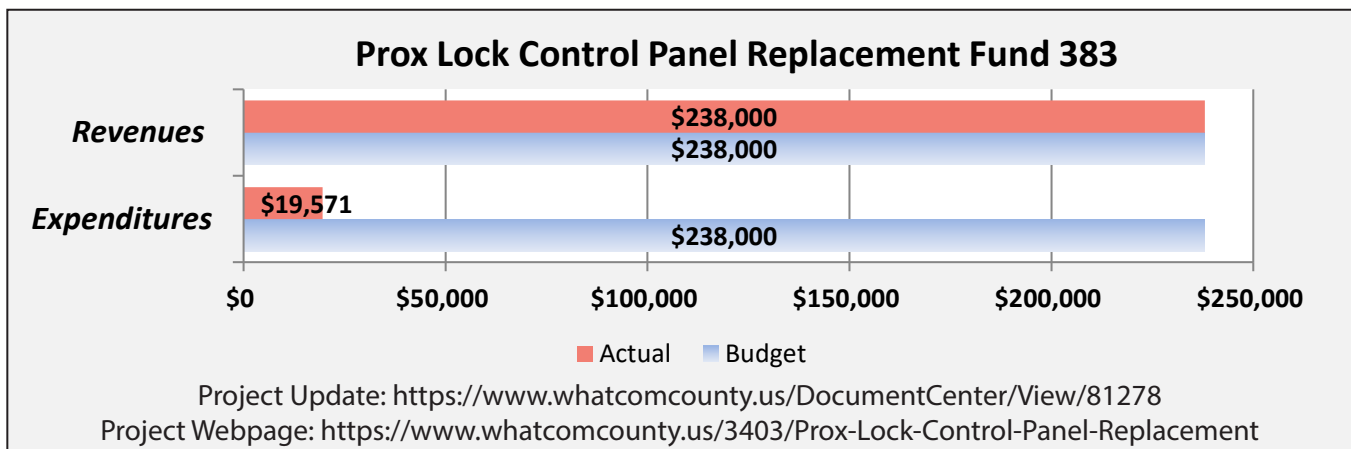 Prox Lock Control Panel Replacement Fund 383
Revenues
$238,000
$238,000
Expenditures
$19,571
$238,000
$0 $50,000 $100,000 $150,000 $200,000 $250,000
Actual Budget
Project Update: https://www.whatcomcounty.us/DocumentCenter/View/81278
Project Webpage: https://www.whatcomcounty.us/3403/Prox-Lock-Control-Panel-Replacement